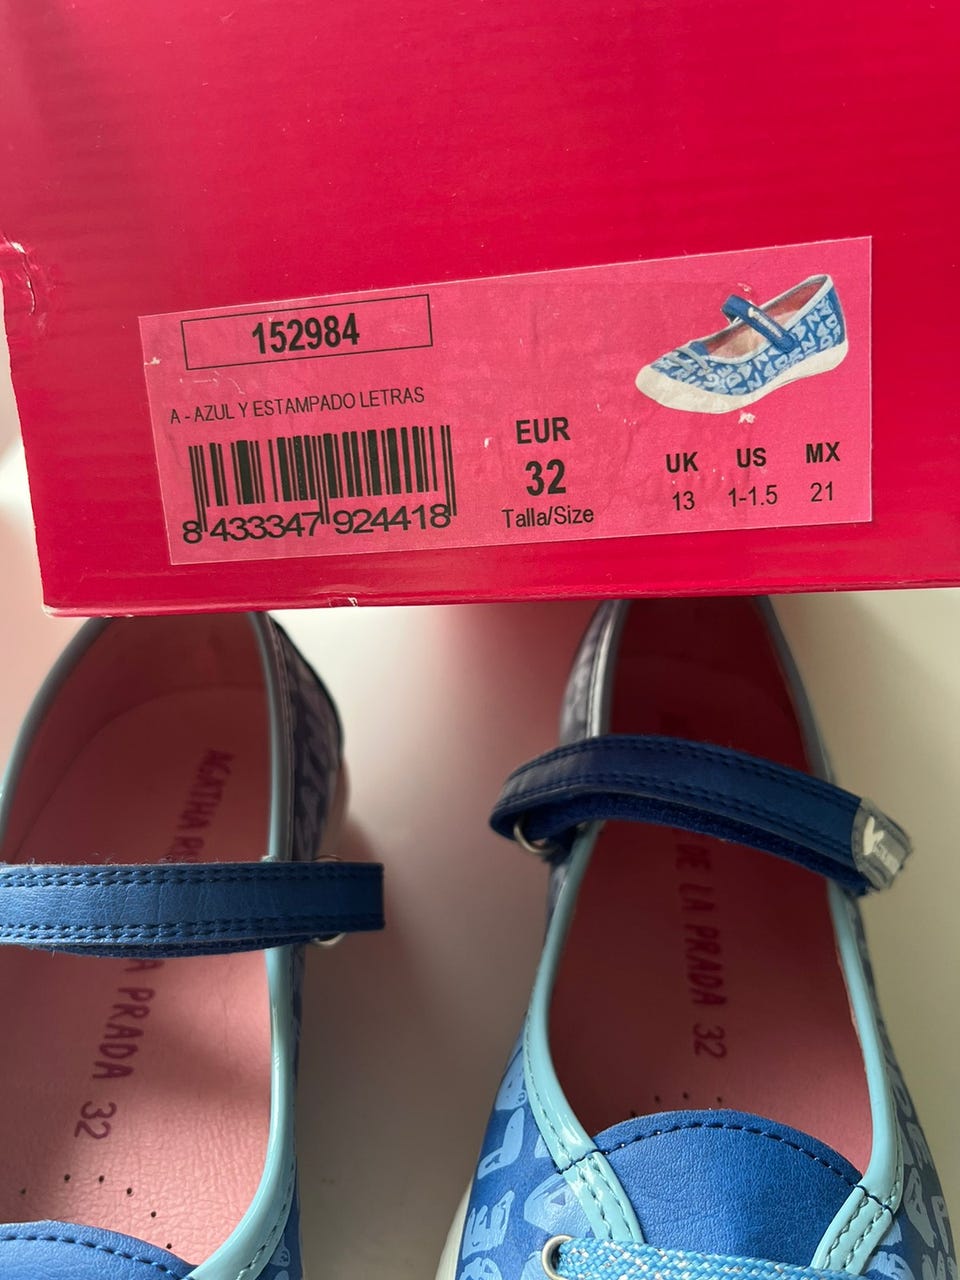 152984
A - AZUL Y ESTAMPADO LETRAS
8 433347 924418
EUR
32
Talla/Size
UK US MX
13 1-1.5 21
AGATHA
A PRADA 32
DE LA PRADA 32